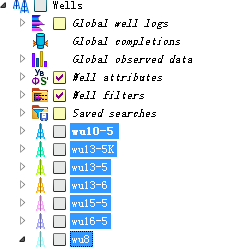 Wells
Global well logs
Global completions
Global observed data
Well attributes
Well filters
Saved searches
wu10-5
wu13-5K
wu13-5
wu13-6
wu15-5
wu16-5
wu8